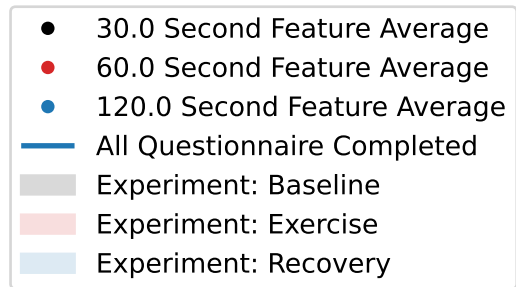 30.0 Second Feature Average
60.0 Second Feature Average
120.0 Second Feature Average
All Questionnaire Completed
Experiment: Baseline
Experiment: Exercise
Experiment: Recovery